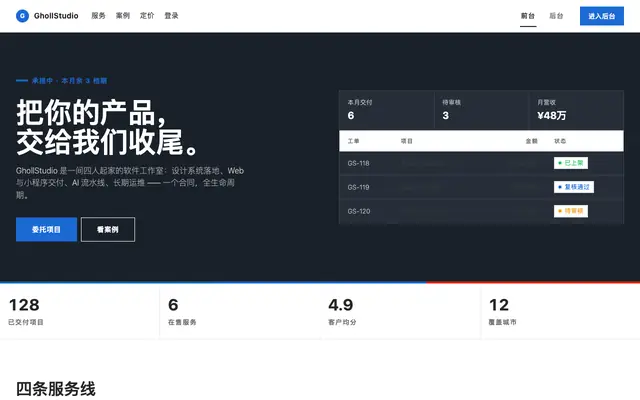 G GhollStudio 服务 案例 定价 登录 前台 后台 进入后台
承接中 · 本月余 3 档期
把你的产品，
交给我们收尾。
GhollStudio 是一间四人起家的软件工作室：设计系统落地、Web
与小程序交付、AI 流水线、长期运维 —— 一个合同，全生命周
期。
委托项目 看案例
本月交付 待审核 月营收
6 3 ¥48万
工单 项目 金额 状态
GS-118 已上架
GS-119 复核通过
GS-120 待审核
128 6 4.9 12
已交付项目 在售服务 客户均分 覆盖城市
四条服务线